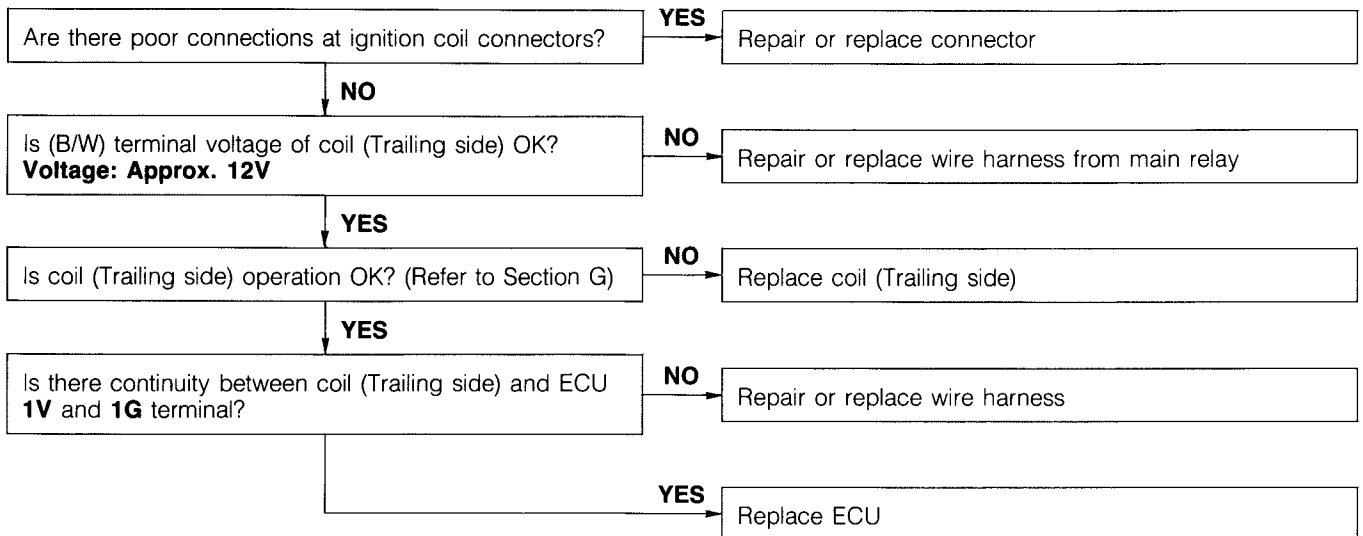 Are there poor connections at ignition coil connectors?
YES
Repair or replace connector
NO
Is (B/W) terminal voltage of coil (Trailing side) OK?
Voltage: Approx. 12V
NO
Repair or replace wire harness from main relay
YES
Is coil (Trailing side) operation OK? (Refer to Section G)
NO
Replace coil (Trailing side)
YES
Is there continuity between coil (Trailing side) and ECU
1V and 1G terminal?
NO
Repair or replace wire harness
YES
Replace ECU